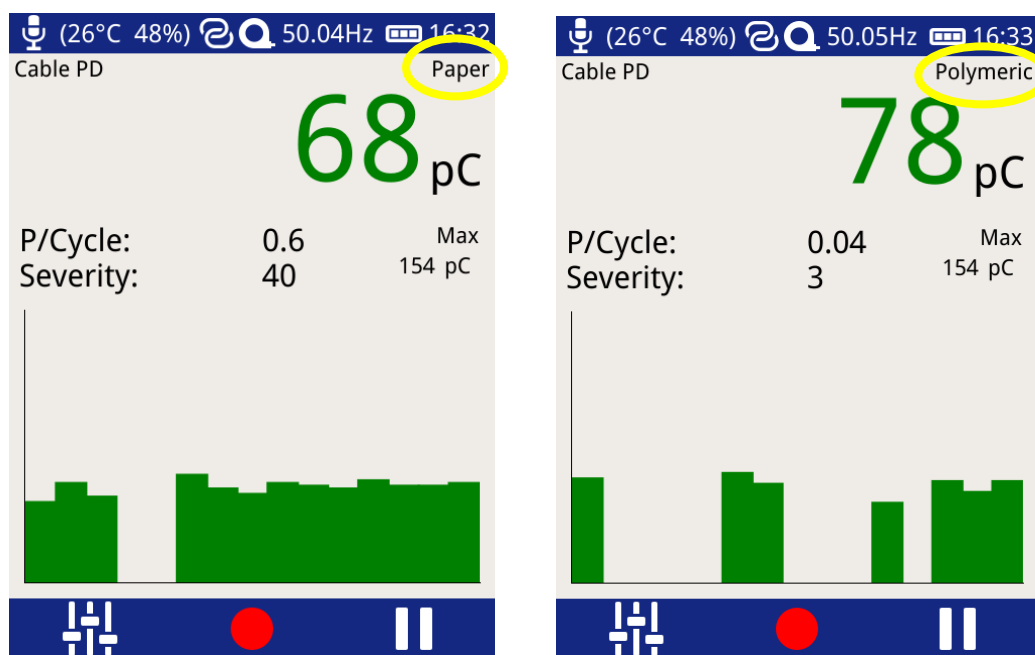 (26°C 48%) 50.04Hz 16:32
Cable PD Paper
68 pC
P/Cycle: 0.6 Max
Severity: 40 154 pC
(26°C 48%) 50.05Hz 16:33
Cable PD Polymeric
78 pC
P/Cycle: 0.04 Max
Severity: 3 154 pC